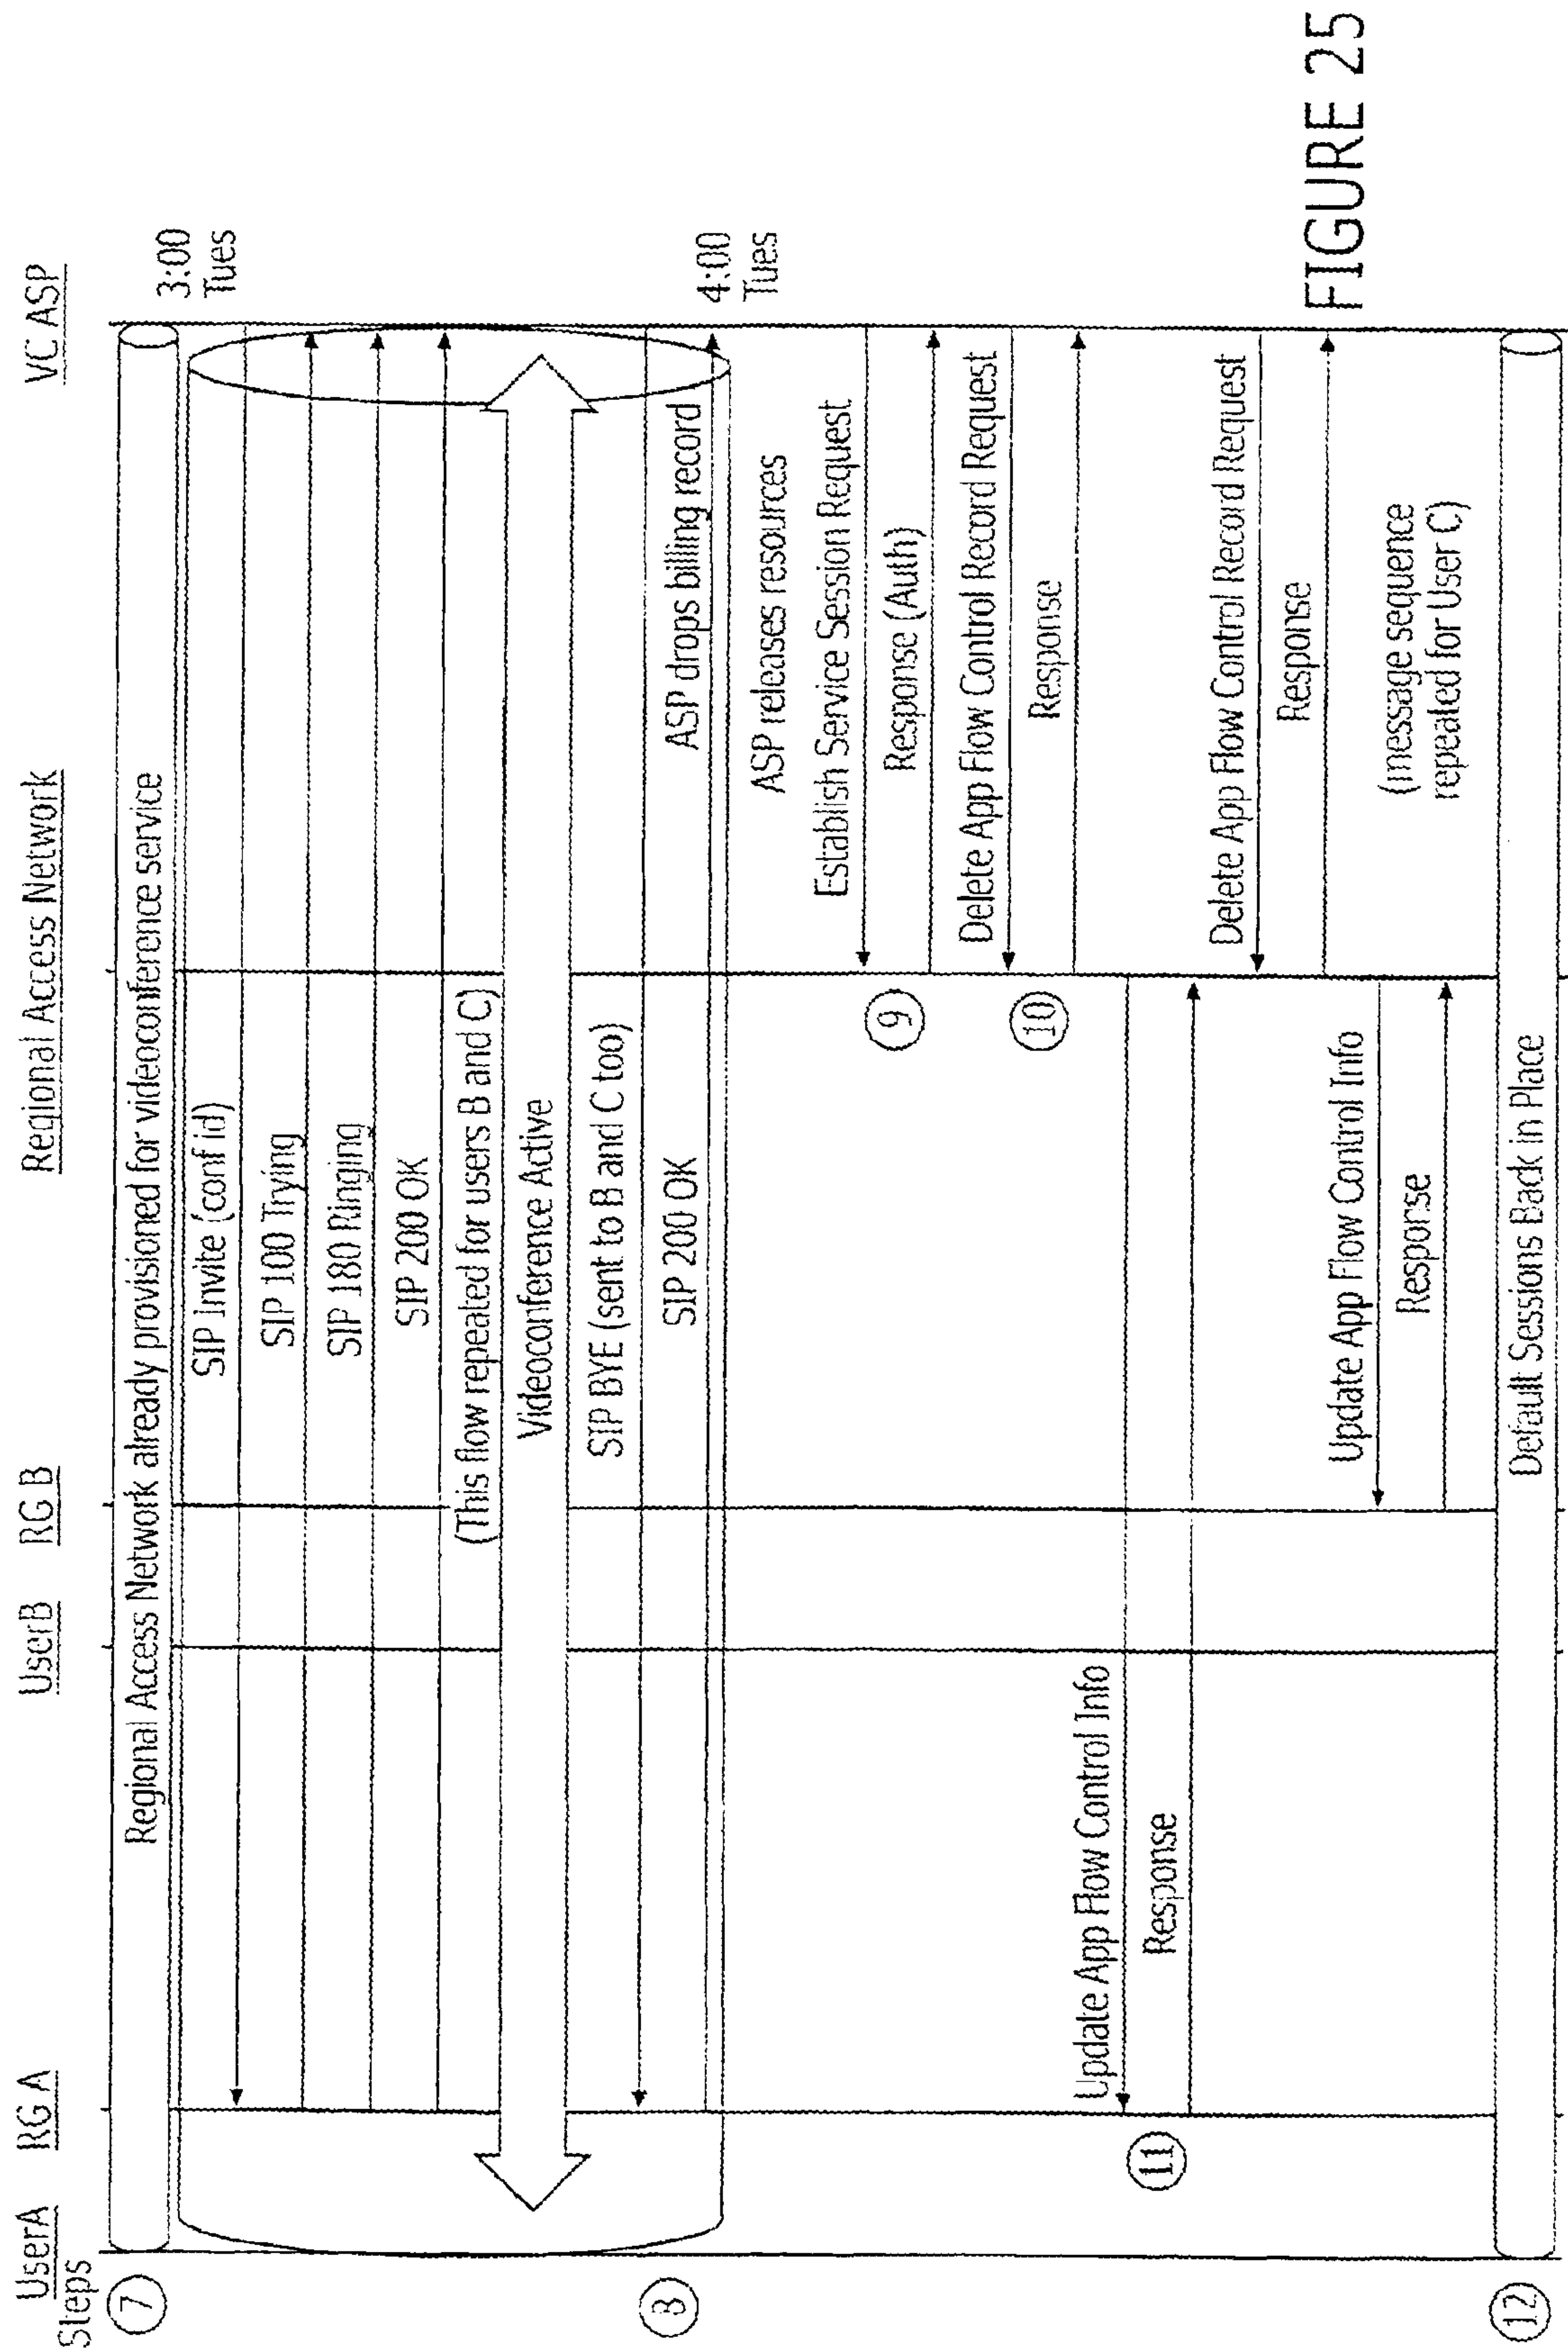 UserA
RG A
UserB
RG B
Regional Access Network
VC ASP
Steps
7
Regional Access Network already provisioned for videoconference service
3:00
Tues
SIP Invite (conf id)
SIP 100 Trying
SIP 180 Ringing
SIP 200 OK
(This flow repeated for users B and C)
Videoconference Active
SIP BYE (sent to B and C too)
8
SIP 200 OK
ASP drops billing record
4:00
Tues
ASP releases resources
Establish Service Session Request
9
Response (Auth)
Delete App Flow Control Record Request
10
Response
Update App Flow Control Info
11
Response
Delete App Flow Control Record Request
Response
Update App Flow Control Info
Response
(message sequence
repeated for User C)
12
Default Sessions Back in Place
FIGURE 25